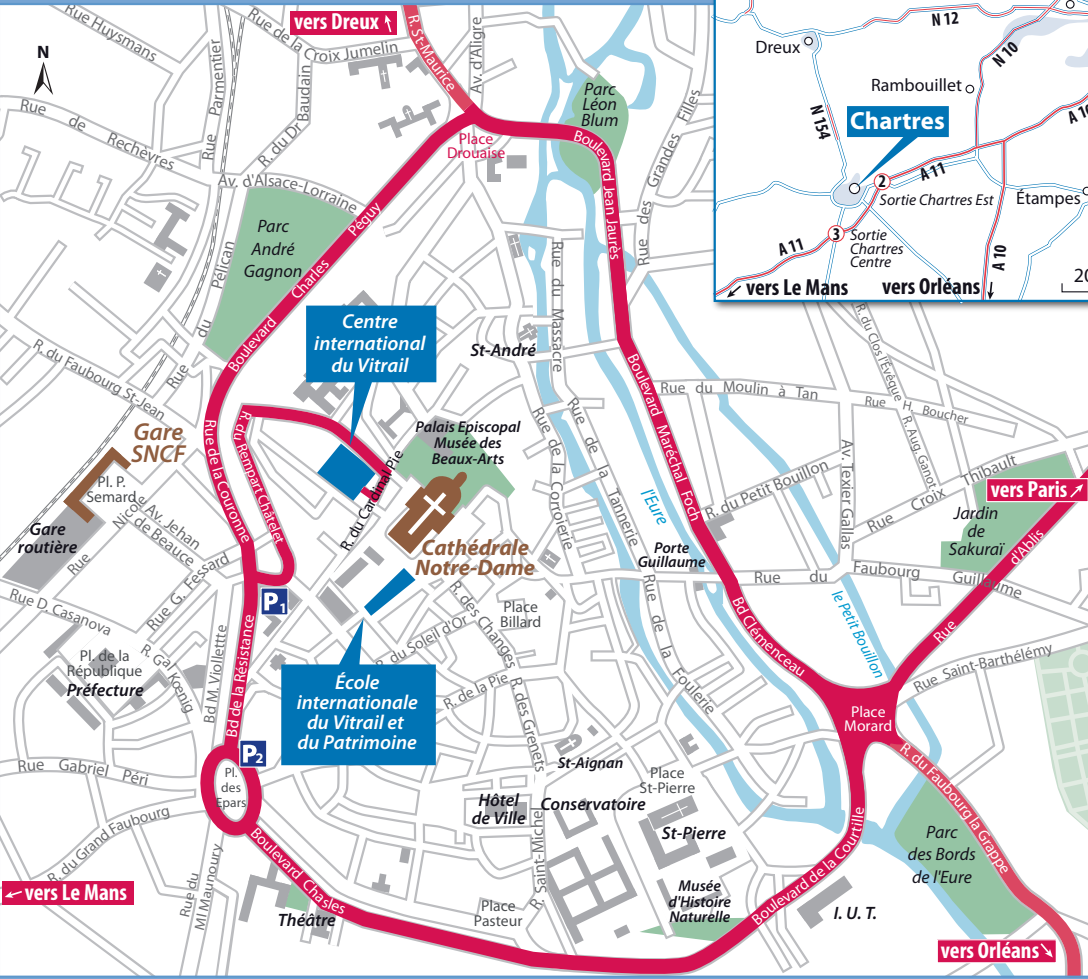 Rue Huysmans
Rue de la Croix Jumelin
vers Dreux
R. St-Maurice
Av. d'Aligre
N
Rue de Rechèvres
Rue Parmentier
R. du Dr Baudain
Place
Drouaise
Parc
Léon
Blum
Rue des Grandes Filles
Boulevard Jean Jaurès
Av. d'Alsace-Lorraine
Parc
André
Gagnon
Boulevard Charles Péguy
Rue du Pélican
R. du Faubourg St-Jean
Centre
international
du Vitrail
St-André
Rue du Massacre
N 12
Dreux
N 10
Rambouillet
N 154
A 10
Chartres
2
A 11
Sortie Chartres Est
Étampes
3
Sortie
Chartres
Centre
A 11
A 10
vers Le Mans
vers Orléans
20
R. du Clos l'Évêque
Rue du Moulin à Tan
Rue H. Boucher
R. Aug. Ganot
Boulevard Maréchal Foch
Gare
SNCF
Pl. P.
Semard
Rue Nicole
Av. Jehan
de Beauce
Gare
routière
Rue de la Couronne
R. du Rempart Châtelet
Palais Episcopal
Musée des
Beaux-Arts
R. du Cardinal Pie
Cathédrale
Notre-Dame
Rue de la Corroierie
Rue de la Tannerie
l'Eure
R. du Petit Bouillon
Av. Texier Gallas
Rue Croix Thibault
vers Paris
Jardin
de
Sakuraï
Rue d'Ablis
Porte
Guillaume
Rue du Faubourg Guillaume
Rue G. Fessard
Rue D. Casanova
P1
Pl. de la
République
Préfecture
R. Gal Kœnig
Bd M. Viollettte
Bd de la Résistance
R. du Soleil d'Or
R. des Changes
Place
Billard
Rue de la Foulerie
Bd Clémenceau
le Petit Bouillon
Rue Saint-Barthélémy
École
internationale
du Vitrail et
du Patrimoine
R. de la Pie
R. des Grenets
Place
Morard
P2
Rue Gabriel Péri
Pl.
des
Epars
R. du Grand Faubourg
St-Aignan
Place
St-Pierre
Hôtel
de Ville
Conservatoire
St-Pierre
R. du Faubourg la Grappe
Parc
des Bords
de l'Eure
vers Le Mans
Rue du
Ml Maunoury
Boulevard Chasles
Théâtre
R. Saint-Michel
Place
Pasteur
Musée
d'Histoire
Naturelle
Boulevard de la Courtille
I. U. T.
vers Orléans